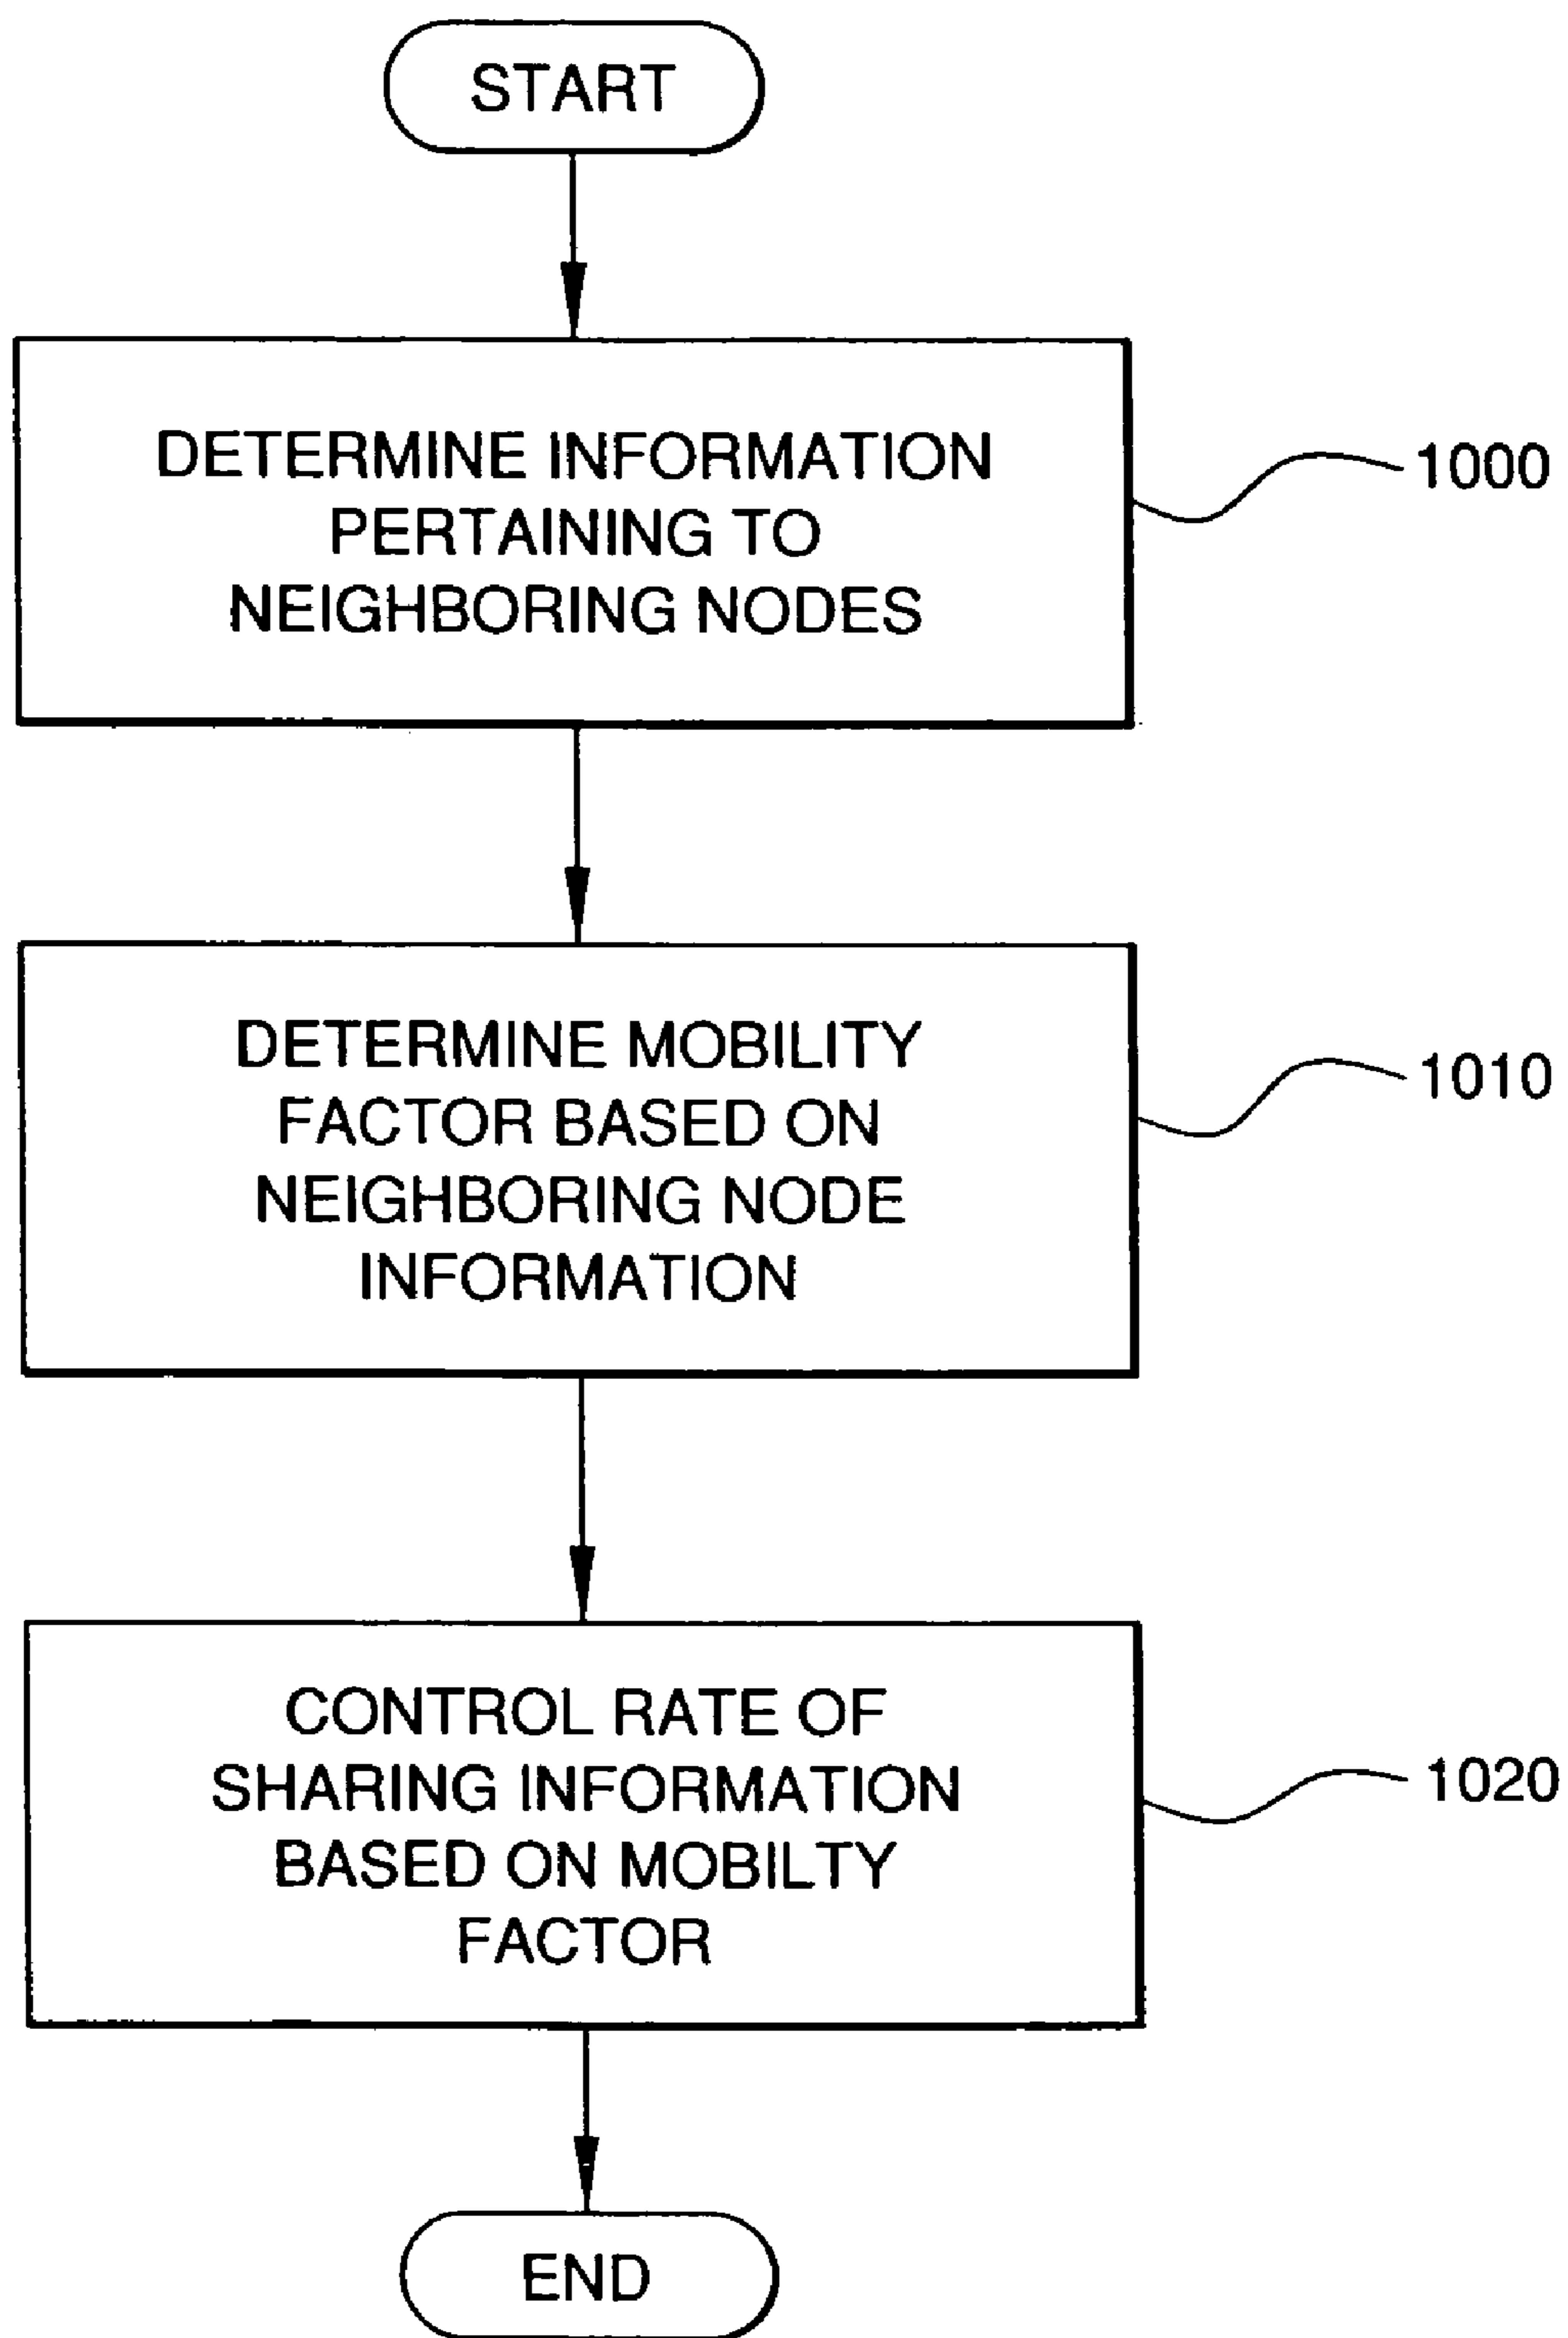 START
DETERMINE INFORMATION
PERTAINING TO
NEIGHBORING NODES
1000
DETERMINE MOBILITY
FACTOR BASED ON
NEIGHBORING NODE
INFORMATION
1010
CONTROL RATE OF
SHARING INFORMATION
BASED ON MOBILTY
FACTOR
1020
END